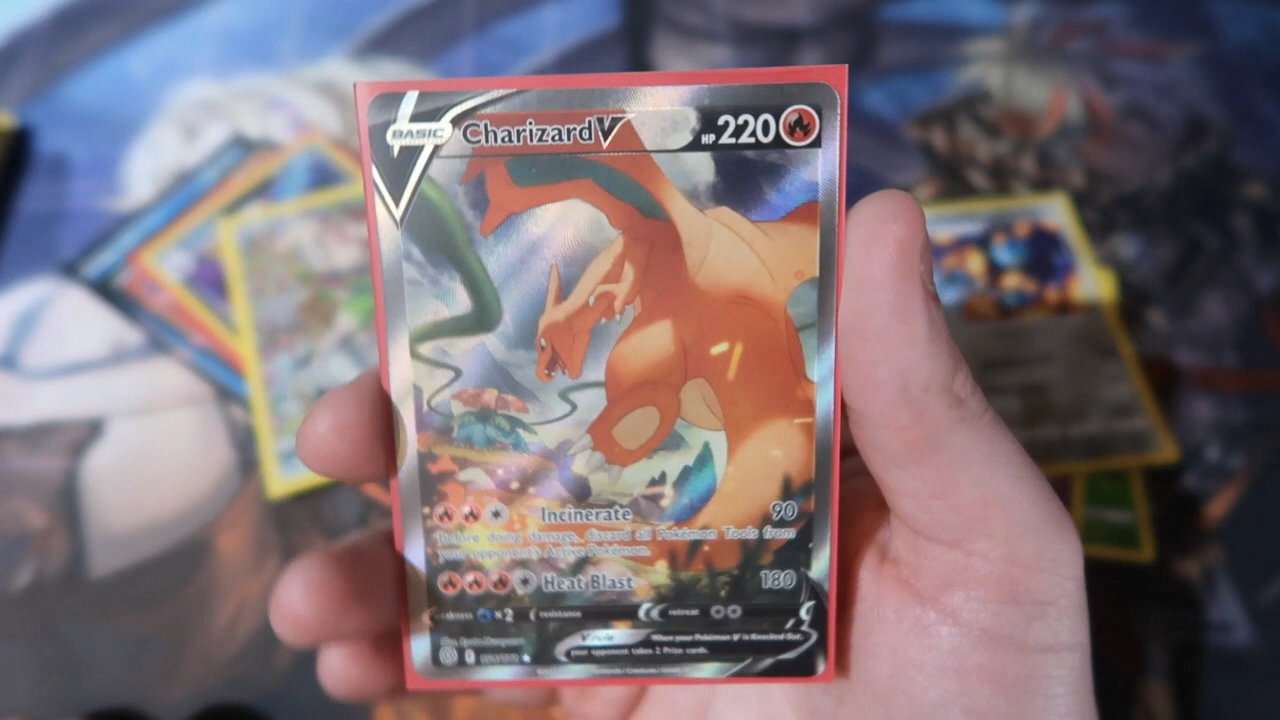 BASIC Charizard V HP 220
Incinerate 90
Before doing damage, discard all Pokémon Tools from
your opponent's Active Pokémon.
Heat Blast 180
weakness ×2 resistance retreat
V rule When your Pokémon V is Knocked Out,
your opponent takes 2 Prize cards.